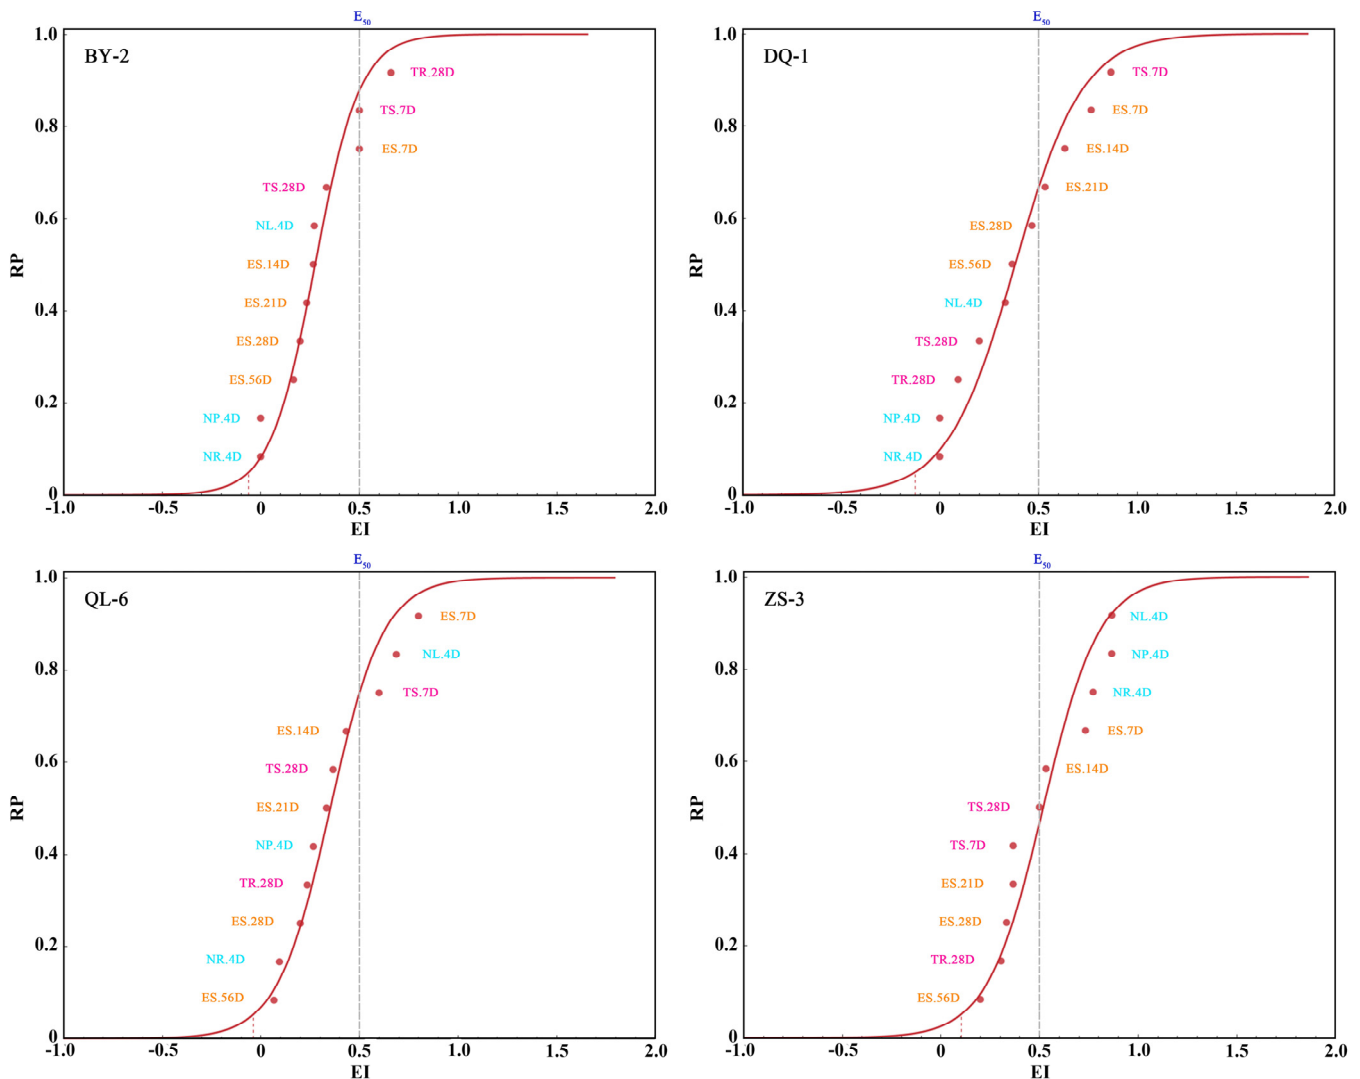 E50
BY-2
1.0
0.8
0.6
0.4
0.2
0
RP
TR.28D
TS.7D
ES.7D
TS.28D
NL.4D
ES.14D
ES.21D
ES.28D
ES.56D
NP.4D
NR.4D
-1.0 -0.5 0 0.5 1.0 1.5 2.0
EI
E50
DQ-1
1.0
0.8
0.6
0.4
0.2
0
RP
TS.7D
ES.7D
ES.14D
ES.21D
ES.28D
ES.56D
NL.4D
TS.28D
TR.28D
NP.4D
NR.4D
-1.0 -0.5 0 0.5 1.0 1.5 2.0
EI
E50
QL-6
1.0
0.8
0.6
0.4
0.2
0
RP
ES.7D
NL.4D
TS.7D
ES.14D
TS.28D
ES.21D
NP.4D
TR.28D
ES.28D
NR.4D
ES.56D
-1.0 -0.5 0 0.5 1.0 1.5 2.0
EI
E50
ZS-3
1.0
0.8
0.6
0.4
0.2
0
RP
NL.4D
NP.4D
NR.4D
ES.7D
ES.14D
TS.28D
TS.7D
ES.21D
ES.28D
TR.28D
ES.56D
-1.0 -0.5 0 0.5 1.0 1.5 2.0
EI